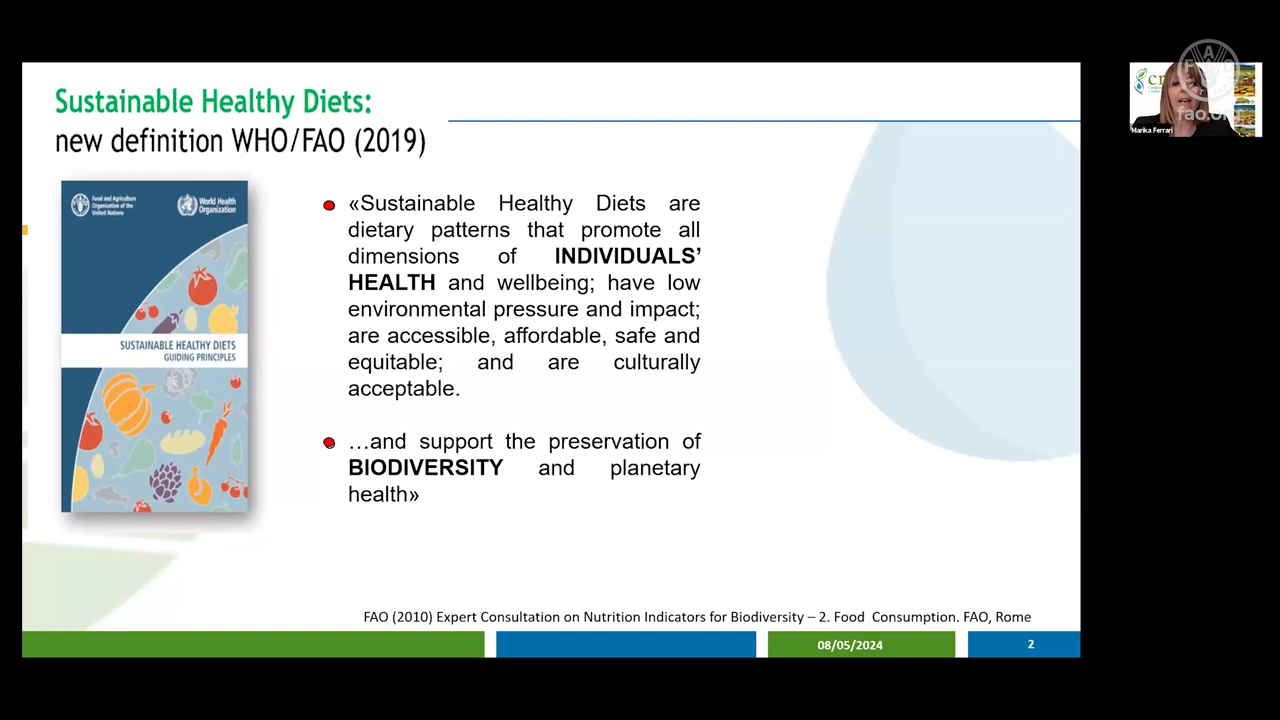 Sustainable Healthy Diets:
new definition WHO/FAO (2019)
Food and Agriculture
Organization of the
United Nations
World Health
Organization
SUSTAINABLE HEALTHY DIETS
GUIDING PRINCIPLES
«Sustainable Healthy Diets are
dietary patterns that promote all
dimensions of INDIVIDUALS’
HEALTH and wellbeing; have low
environmental pressure and impact;
are accessible, affordable, safe and
equitable; and are culturally
acceptable.
…and support the preservation of
BIODIVERSITY and planetary
health»
FAO (2010) Expert Consultation on Nutrition Indicators for Biodiversity – 2. Food Consumption. FAO, Rome
08/05/2024
2
FAO
fao.org
Marika Ferrari